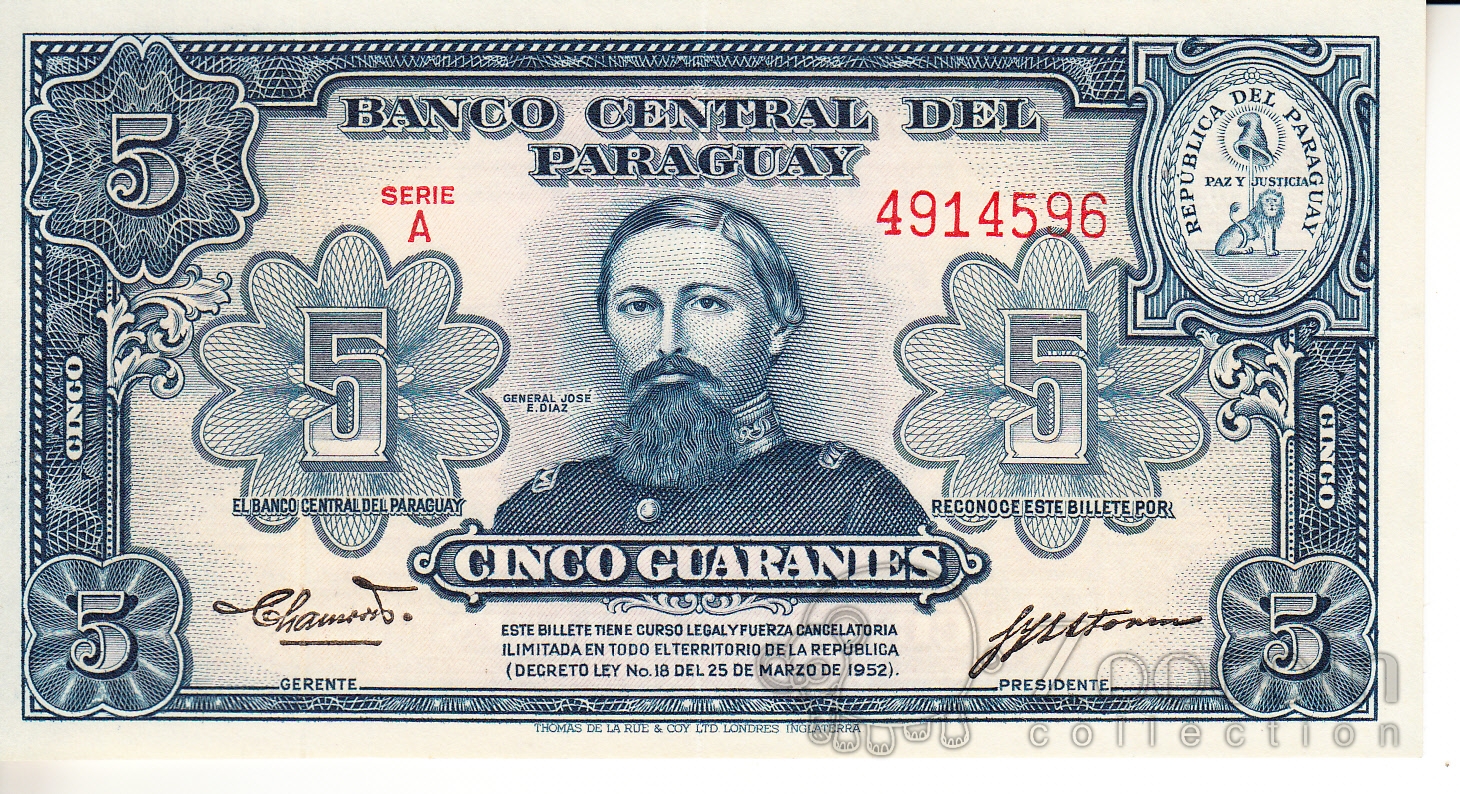 BANCO CENTRAL DEL
PARAGUAY
5
SERIE
A
4914596
REPUBLICA DEL PARAGUAY
PAZ Y JUSTICIA
5
5
GENERAL JOSE
E. DIAZ
CINCO
CINCO
EL BANCO CENTRAL DEL PARAGUAY
RECONOCE ESTE BILLETE POR
CINCO GUARANIES
5
5
ESTE BILLETE TIENE CURSO LEGAL Y FUERZA CANCELATORIA
ILIMITADA EN TODO EL TERRITORIO DE LA REPÚBLICA
(DECRETO LEY No. 18 DEL 25 DE MARZO DE 1952).
GERENTE
PRESIDENTE
THOMAS DE LA RUE & COY LTD LONDRES INGLATERRA
collection